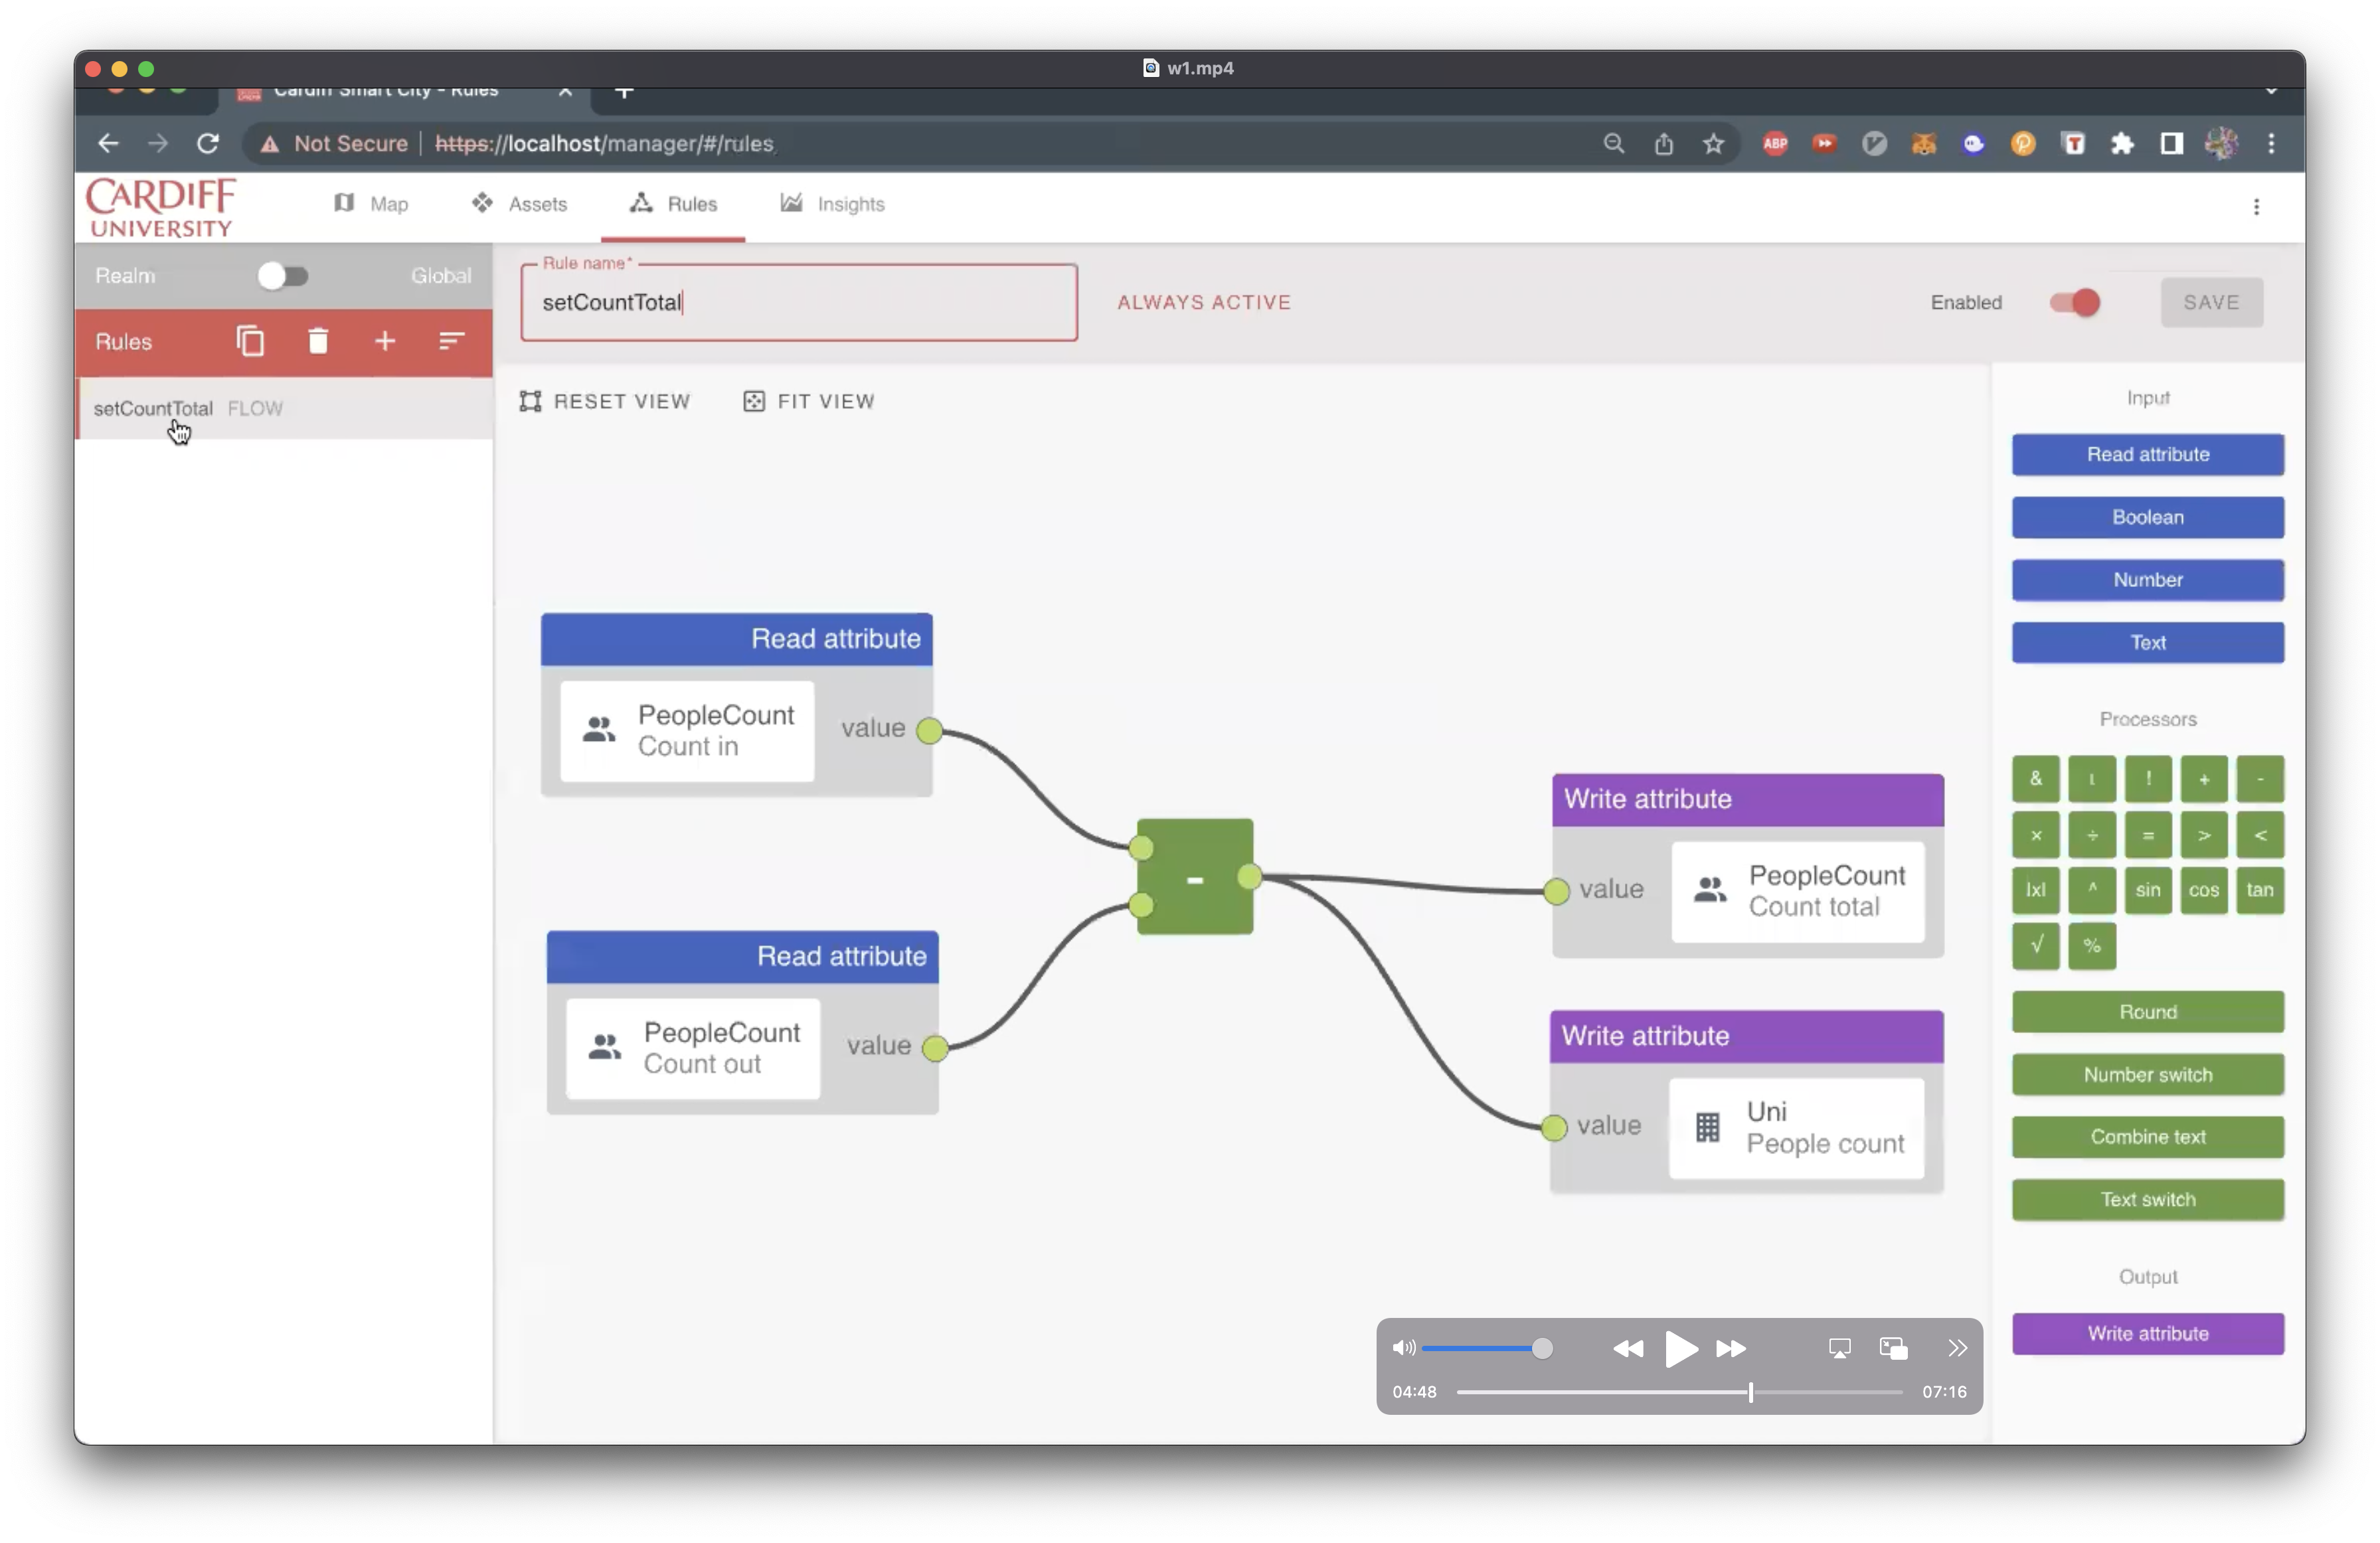 w1.mp4
Cardiff Smart City - Rules
Not Secure | https://localhost/manager/#/rules
ABP
CARDIFF
UNIVERSITY
Map
Assets
Rules
Insights
Realm
Global
Rule name*
setCountTotal
ALWAYS ACTIVE
Enabled
SAVE
Rules
setCountTotal FLOW
RESET VIEW
FIT VIEW
Read attribute
PeopleCount
Count in
value
Read attribute
PeopleCount
Count out
value
-
Write attribute
value
PeopleCount
Count total
Write attribute
value
Uni
People count
Input
Read attribute
Boolean
Number
Text
Processors
& ι ! + -
× ÷ = > <
|x| ^ sin cos tan
√ %
Round
Number switch
Combine text
Text switch
Output
Write attribute
04:48
07:16